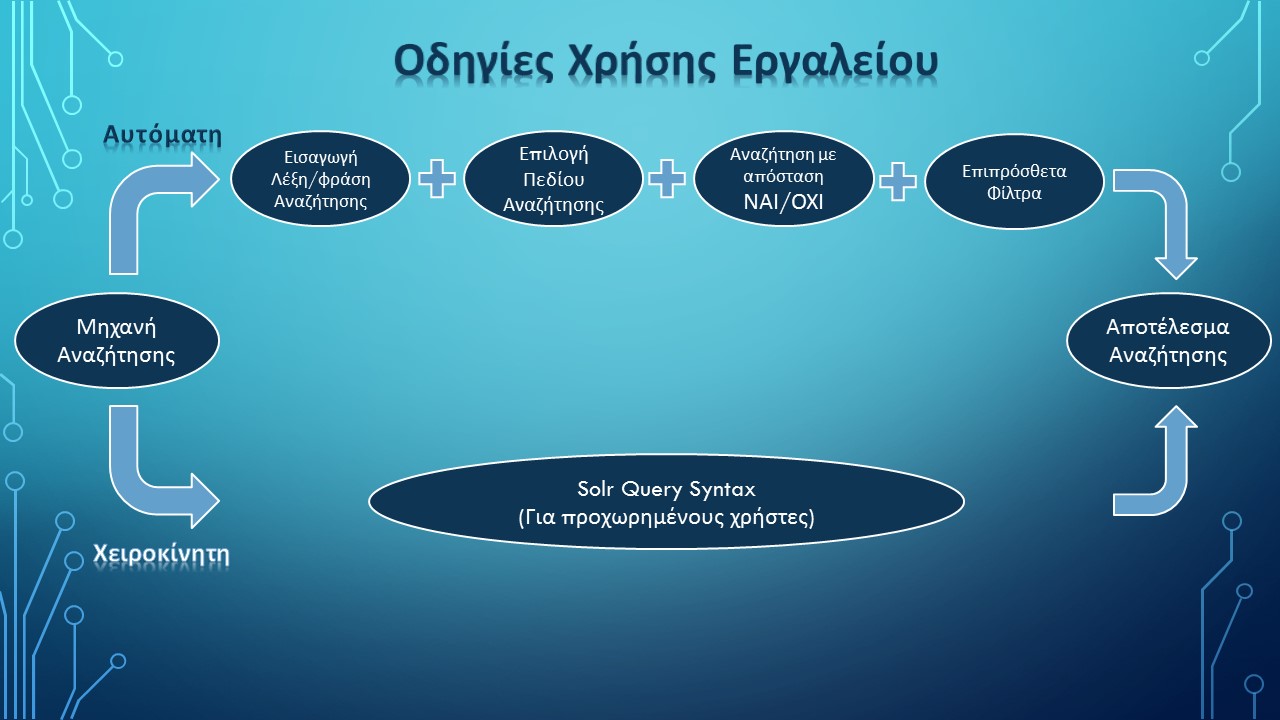 Οδηγίες Χρήσης Εργαλείου
Αυτόματη
Εισαγωγή
Λέξη/φράση
Αναζήτησης
Επιλογή
Πεδίου
Αναζήτησης
Αναζήτηση με
απόσταση
ΝΑΙ/ΟΧΙ
Επιπρόσθετα
Φίλτρα
Μηχανή
Αναζήτησης
Αποτέλεσμα
Αναζήτησης
Solr Query Syntax
(Για προχωρημένους χρήστες)
Χειροκίνητη